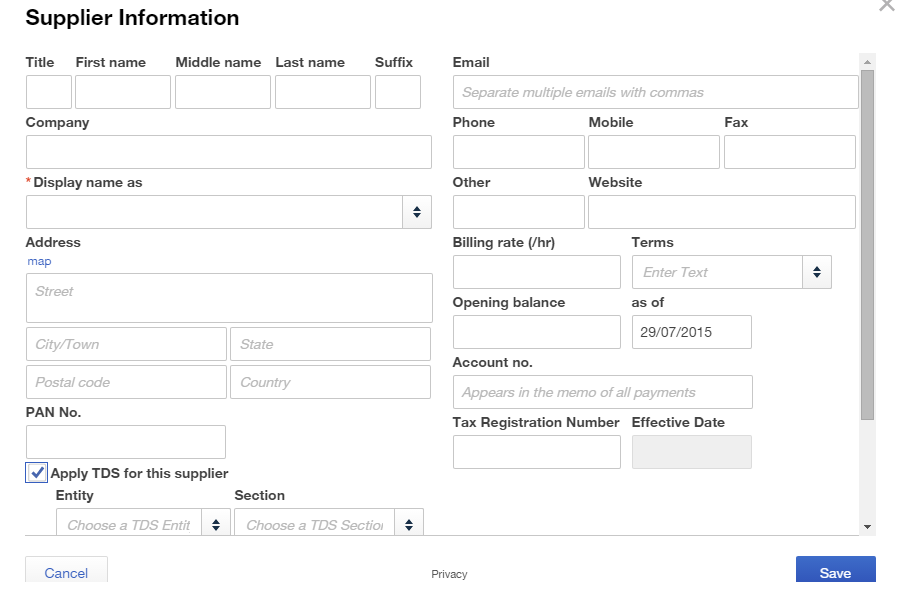 Supplier Information
Title First name Middle name Last name Suffix
Company
*Display name as
Address
map
Street
City/Town State
Postal code Country
PAN No.
Apply TDS for this supplier
Entity Section
Choose a TDS Entit Choose a TDS Section
Email
Separate multiple emails with commas
Phone Mobile Fax
Other Website
Billing rate (/hr) Terms
Enter Text
Opening balance as of
29/07/2015
Account no.
Appears in the memo of all payments
Tax Registration Number Effective Date
Cancel Privacy Save